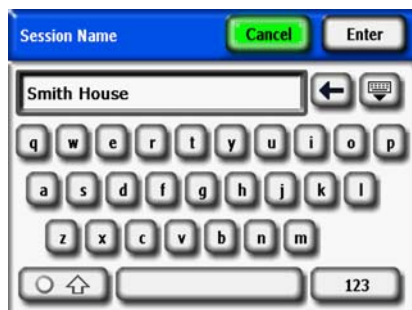 Session Name Cancel Enter
Smith House
q w e r t y u i o p
a s d f g h j k l
z x c v b n m
123